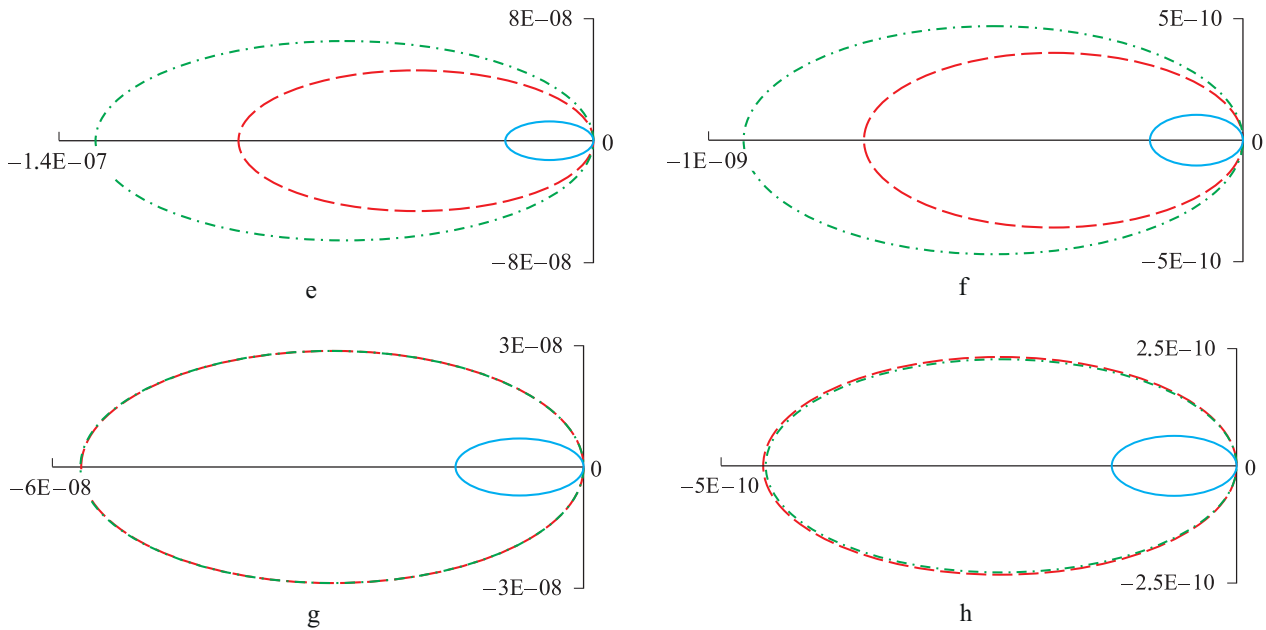 8E−08
0
−1.4E−07
−8E−08
e
5E−10
0
−1E−09
−5E−10
f
3E−08
0
−6E−08
−3E−08
g
2.5E−10
0
−5E−10
−2.5E−10
h